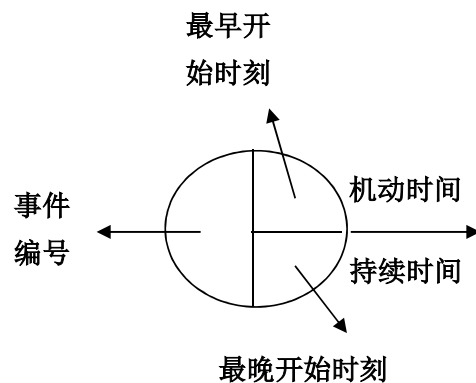 最早开
始时刻
机动时间
事件
编号
持续时间
最晚开始时刻